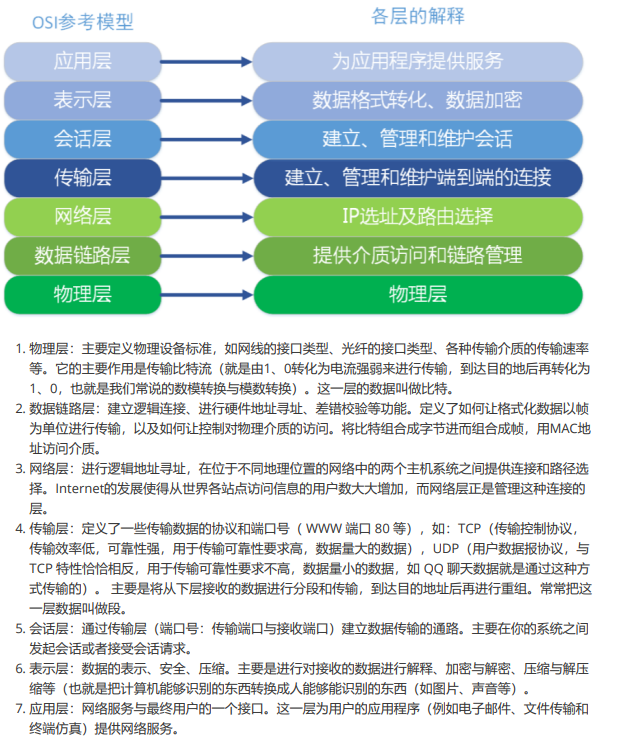 OSI参考模型
各层的解释
应用层
为应用程序提供服务
表示层
数据格式转化、数据加密
会话层
建立、管理和维护会话
传输层
建立、管理和维护端到端的连接
网络层
IP选址及路由选择
数据链路层
提供介质访问和链路管理
物理层
物理层
1. 物理层：主要定义物理设备标准，如网线的接口类型、光纤的接口类型、各种传输介质的传输速率
等。它的主要作用是传输比特流（就是由1、0转化为电流强弱来进行传输，到达目的地后再转化为
1、0，也就是我们常说的数模转换与模数转换）。这一层的数据叫做比特。
2. 数据链路层：建立逻辑连接、进行硬件地址寻址、差错校验等功能。定义了如何让格式化数据以帧
为单位进行传输，以及如何让控制对物理介质的访问。将比特组合成字节进而组合成帧，用MAC地
址访问介质。
3. 网络层：进行逻辑地址寻址，在位于不同地理位置的网络中的两个主机系统之间提供连接和路径选
择。Internet的发展使得从世界各站点访问信息的用户数大大增加，而网络层正是管理这种连接的
层。
4. 传输层：定义了一些传输数据的协议和端口号（ WWW 端口 80 等），如：TCP（传输控制协议，
传输效率低，可靠性强，用于传输可靠性要求高，数据量大的数据），UDP（用户数据报协议，与
TCP 特性恰恰相反，用于传输可靠性要求不高，数据量小的数据，如 QQ 聊天数据就是通过这种方
式传输的）。 主要是将从下层接收的数据进行分段和传输，到达目的地址后再进行重组。常常把这
一层数据叫做段。
5. 会话层：通过传输层（端口号：传输端口与接收端口）建立数据传输的通路。主要在你的系统之间
发起会话或者接受会话请求。
6. 表示层：数据的表示、安全、压缩。主要是进行对接收的数据进行解释、加密与解密、压缩与解压
缩等（也就是把计算机能够识别的东西转换成人能够能识别的东西（如图片、声音等）。
7. 应用层：网络服务与最终用户的一个接口。这一层为用户的应用程序（例如电子邮件、文件传输和
终端仿真）提供网络服务。